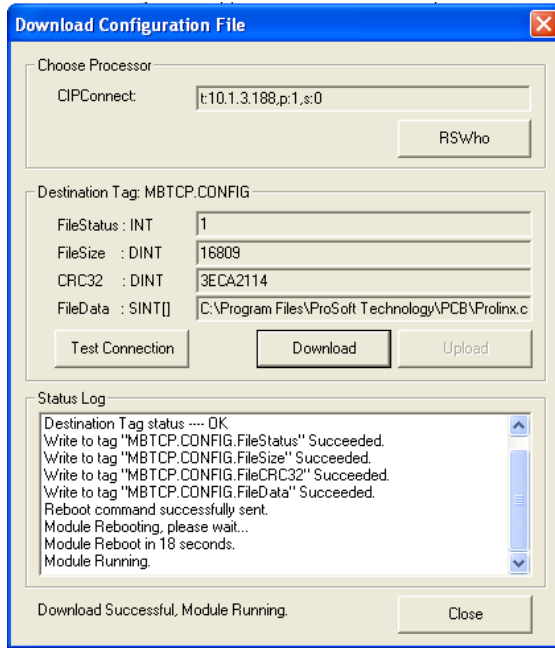 Download Configuration File
Choose Processor
CIPConnect: t:10.1.3.188,p:1,s:0
RSWho
Destination Tag: MBTCP.CONFIG
FileStatus : INT 1
FileSize : DINT 16809
CRC32 : DINT 3ECA2114
FileData : SINT[] C:\Program Files\ProSoft Technology\PCB\Prolinx.c
Test Connection Download Upload
Status Log
Destination Tag status ---- OK
Write to tag "MBTCP.CONFIG.FileStatus" Succeeded.
Write to tag "MBTCP.CONFIG.FileSize" Succeeded.
Write to tag "MBTCP.CONFIG.FileCRC32" Succeeded.
Write to tag "MBTCP.CONFIG.FileData" Succeeded.
Reboot command successfully sent.
Module Rebooting, please wait...
Module Reboot in 18 seconds.
Module Running.
Download Successful, Module Running. Close